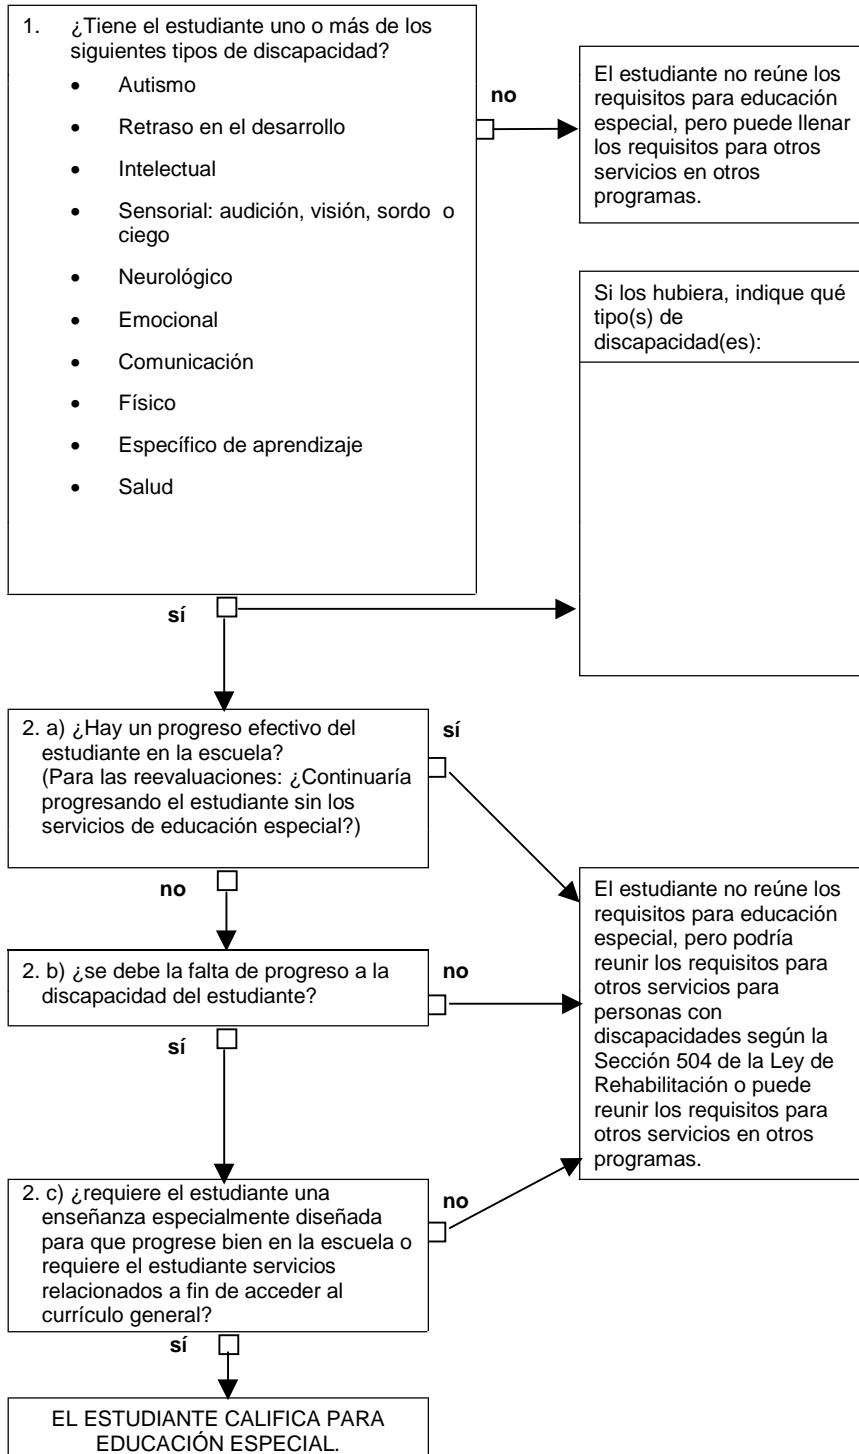 1. ¿Tiene el estudiante uno o más de los
siguientes tipos de discapacidad?
• Autismo
• Retraso en el desarrollo
• Intelectual
• Sensorial: audición, visión, sordo o
ciego
• Neurológico
• Emocional
• Comunicación
• Físico
• Específico de aprendizaje
• Salud
no
El estudiante no reúne los
requisitos para educación
especial, pero puede llenar
los requisitos para otros
servicios en otros
programas.
Si los hubiera, indique qué
tipo(s) de
discapacidad(es):
sí
2. a) ¿Hay un progreso efectivo del
estudiante en la escuela?
(Para las reevaluaciones: ¿Continuaría
progresando el estudiante sin los
servicios de educación especial?)
sí
no
2. b) ¿se debe la falta de progreso a la
discapacidad del estudiante?
no
sí
El estudiante no reúne los
requisitos para educación
especial, pero podría
reunir los requisitos para
otros servicios para
personas con
discapacidades según la
Sección 504 de la Ley de
Rehabilitación o puede
reunir los requisitos para
otros servicios en otros
programas.
2. c) ¿requiere el estudiante una
enseñanza especialmente diseñada
para que progrese bien en la escuela o
requiere el estudiante servicios
relacionados a fin de acceder al
currículo general?
no
sí
EL ESTUDIANTE CALIFICA PARA
EDUCACIÓN ESPECIAL.